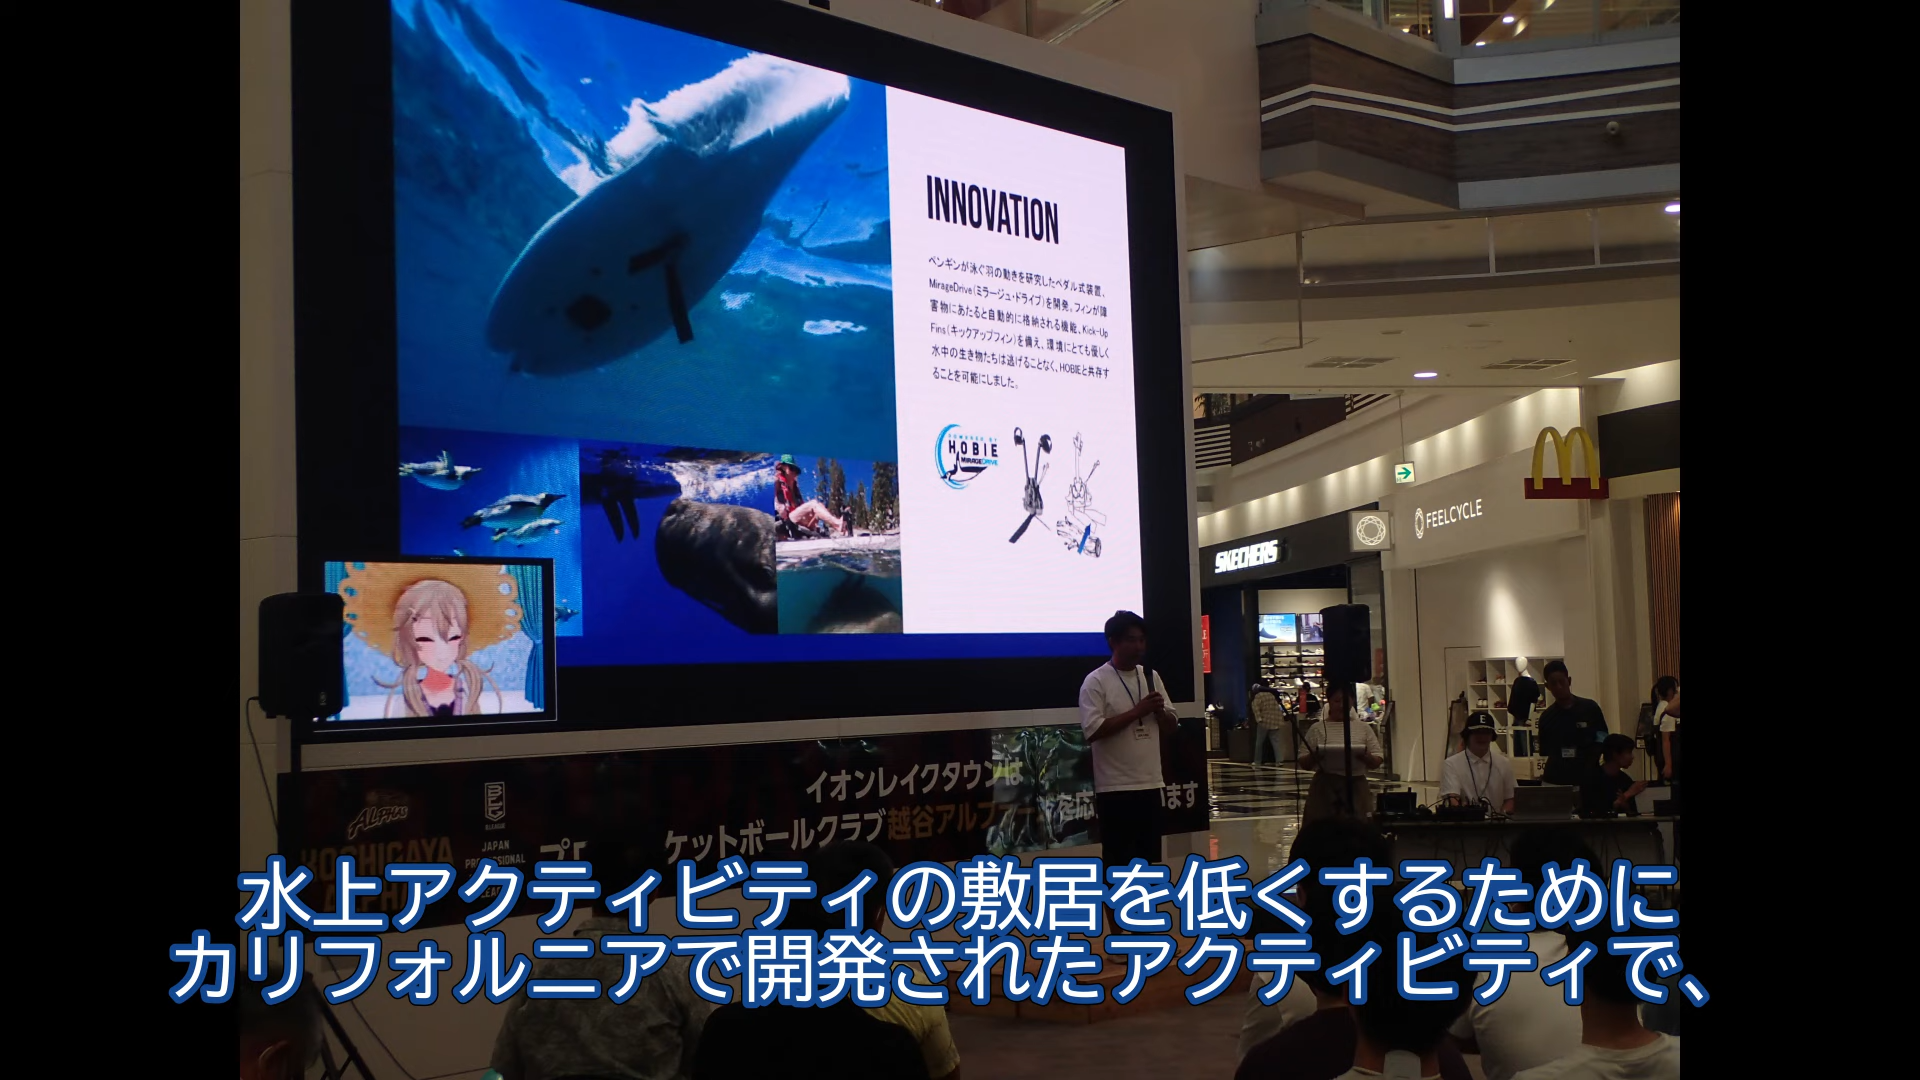 INNOVATION
ペンギンが泳ぐ羽の動きを研究したペダル式装置、
MirageDrive(ミラージュ・ドライブ)を開発。フィンが障
害物にあたると自動的に格納される機能、Kick-Up
Fins(キックアップフィン)を備え、環境にとても優しく
水中の生き物たちは逃げることなく、HOBIEと共存す
ることを可能にしました。
POWERED BY
HOBIE
MIRAGEDRIVE
FEELCYCLE
SKECHERS
イオンレイクタウンは
ケットボールクラブ越谷アルファ
ALPHAS
KOSHIGAYA
JAPAN
E
水上アクティビティの敷居を低くするために
カリフォルニアで開発されたアクティビティで、